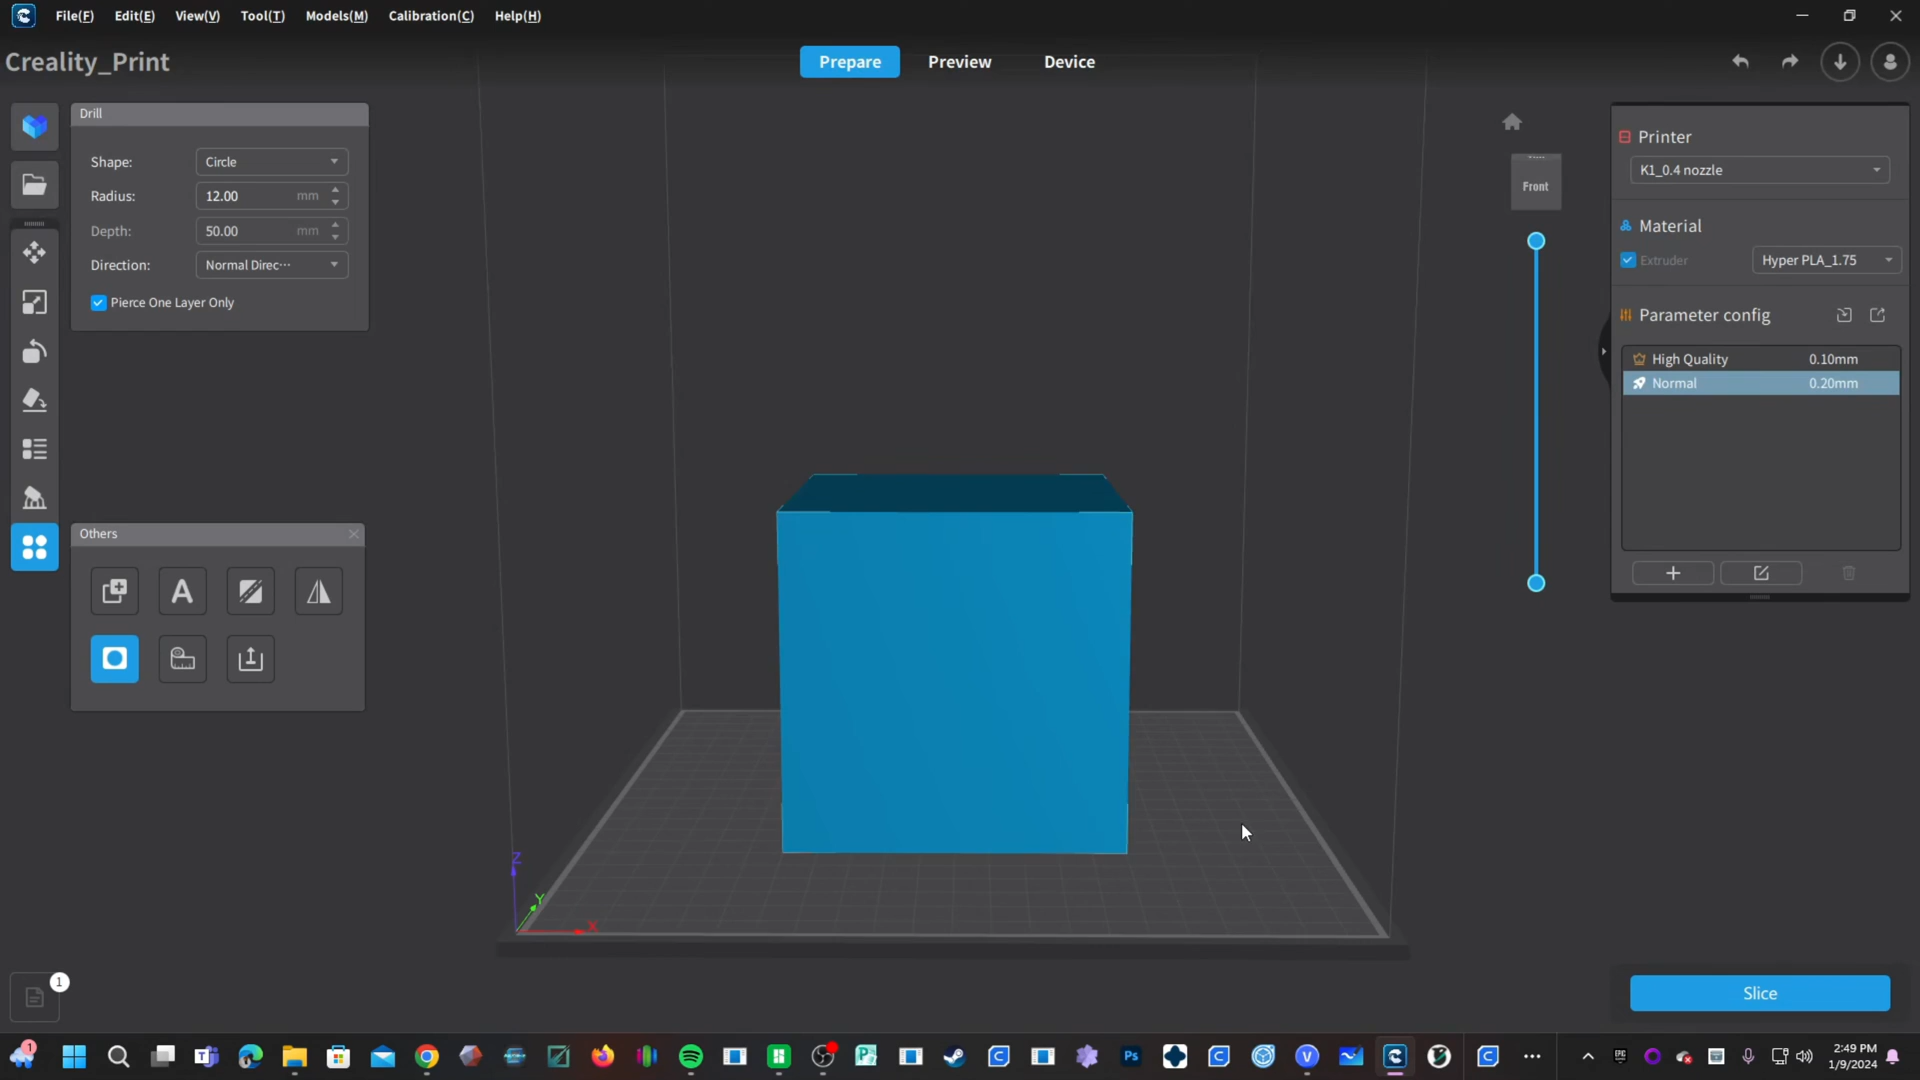 File(F) Edit(E) View(V) Tool(T) Models(M) Calibration(C) Help(H)
Creality_Print
Prepare Preview Device
Drill
Shape: Circle
Radius: 12.00 mm
Depth: 50.00 mm
Direction: Normal Direc···
Pierce One Layer Only
Others
A
Front
Printer
K1_0.4 nozzle
Material
Extruder Hyper PLA_1.75
Parameter config
High Quality 0.10mm
Normal 0.20mm
Z
Y
X
1
Slice
1
Ps
V
EPIC
2:49 PM
1/9/2024